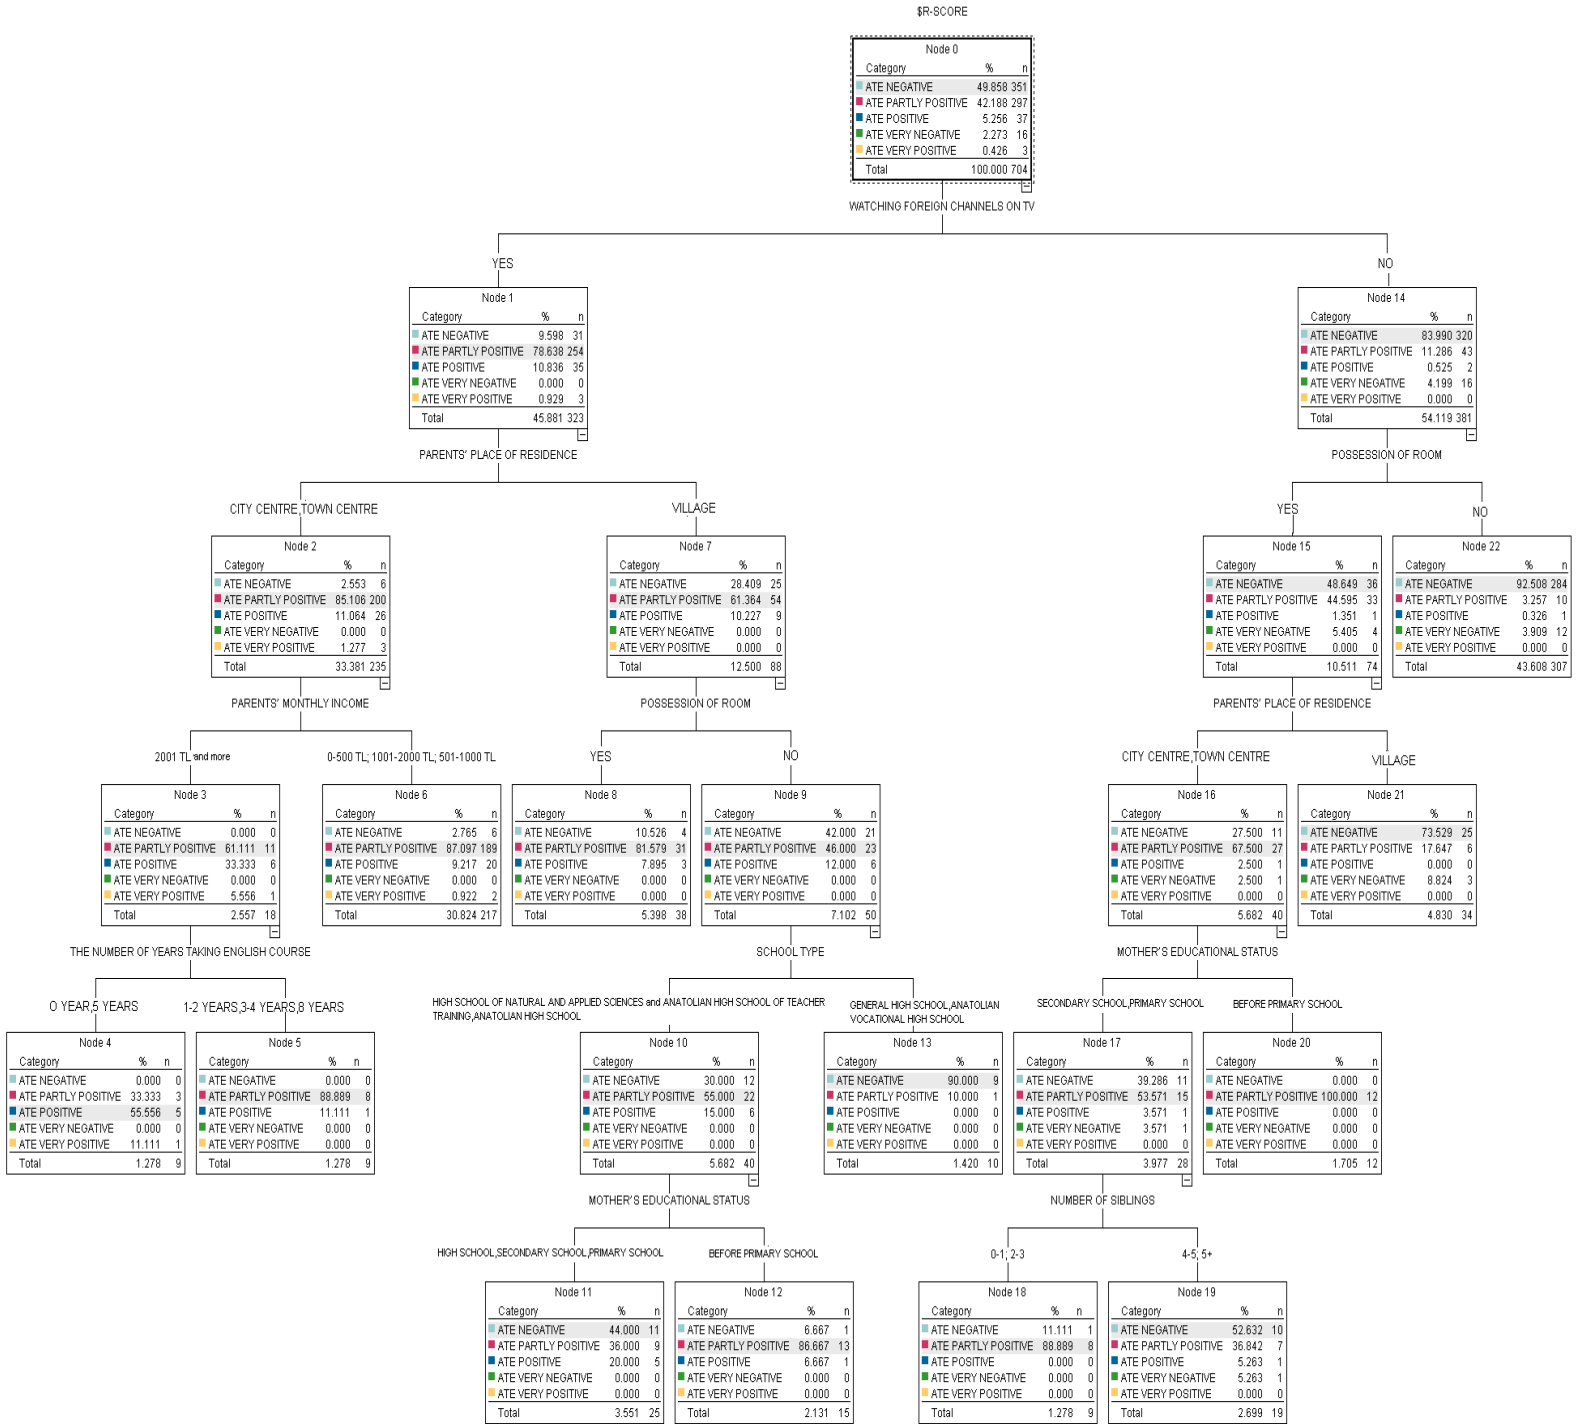 $R-SCORE
Node 0
Category % n
ATE NEGATIVE 49.858 351
ATE PARTLY POSITIVE 42.188 297
ATE POSITIVE 5.256 37
ATE VERY NEGATIVE 2.273 16
ATE VERY POSITIVE 0.426 3
Total 100.000 704
WATCHING FOREIGN CHANNELS ON TV
YES
NO
Node 1
Category % n
ATE NEGATIVE 9.598 31
ATE PARTLY POSITIVE 78.638 254
ATE POSITIVE 10.836 35
ATE VERY NEGATIVE 0.000 0
ATE VERY POSITIVE 0.929 3
Total 45.881 323
Node 14
Category % n
ATE NEGATIVE 83.990 320
ATE PARTLY POSITIVE 11.286 43
ATE POSITIVE 0.525 2
ATE VERY NEGATIVE 4.199 16
ATE VERY POSITIVE 0.000 0
Total 54.119 381
PARENTS' PLACE OF RESIDENCE
POSSESSION OF ROOM
CITY CENTRE,TOWN CENTRE
VILLAGE
YES
NO
Node 2
Category % n
ATE NEGATIVE 2.553 6
ATE PARTLY POSITIVE 85.106 200
ATE POSITIVE 11.064 26
ATE VERY NEGATIVE 0.000 0
ATE VERY POSITIVE 1.277 3
Total 33.381 235
Node 7
Category % n
ATE NEGATIVE 28.409 25
ATE PARTLY POSITIVE 61.364 54
ATE POSITIVE 10.227 9
ATE VERY NEGATIVE 0.000 0
ATE VERY POSITIVE 0.000 0
Total 12.500 88
Node 15
Category % n
ATE NEGATIVE 48.649 36
ATE PARTLY POSITIVE 44.595 33
ATE POSITIVE 1.351 1
ATE VERY NEGATIVE 5.405 4
ATE VERY POSITIVE 0.000 0
Total 10.511 74
Node 22
Category % n
ATE NEGATIVE 92.508 284
ATE PARTLY POSITIVE 3.257 10
ATE POSITIVE 0.326 1
ATE VERY NEGATIVE 3.909 12
ATE VERY POSITIVE 0.000 0
Total 43.608 307
PARENTS' MONTHLY INCOME
POSSESSION OF ROOM
PARENTS' PLACE OF RESIDENCE
2001 TL and more
0-500 TL; 1001-2000 TL; 501-1000 TL
YES
NO
CITY CENTRE,TOWN CENTRE
VILLAGE
Node 3
Category % n
ATE NEGATIVE 0.000 0
ATE PARTLY POSITIVE 61.111 11
ATE POSITIVE 33.333 6
ATE VERY NEGATIVE 0.000 0
ATE VERY POSITIVE 5.556 1
Total 2.557 18
Node 6
Category % n
ATE NEGATIVE 2.765 6
ATE PARTLY POSITIVE 87.097 189
ATE POSITIVE 9.217 20
ATE VERY NEGATIVE 0.000 0
ATE VERY POSITIVE 0.922 2
Total 30.824 217
Node 8
Category % n
ATE NEGATIVE 10.526 4
ATE PARTLY POSITIVE 81.579 31
ATE POSITIVE 7.895 3
ATE VERY NEGATIVE 0.000 0
ATE VERY POSITIVE 0.000 0
Total 5.398 38
Node 9
Category % n
ATE NEGATIVE 42.000 21
ATE PARTLY POSITIVE 46.000 23
ATE POSITIVE 12.000 6
ATE VERY NEGATIVE 0.000 0
ATE VERY POSITIVE 0.000 0
Total 7.102 50
Node 16
Category % n
ATE NEGATIVE 27.500 11
ATE PARTLY POSITIVE 67.500 27
ATE POSITIVE 2.500 1
ATE VERY NEGATIVE 2.500 1
ATE VERY POSITIVE 0.000 0
Total 5.682 40
Node 21
Category % n
ATE NEGATIVE 73.529 25
ATE PARTLY POSITIVE 17.647 6
ATE POSITIVE 0.000 0
ATE VERY NEGATIVE 8.824 3
ATE VERY POSITIVE 0.000 0
Total 4.830 34
THE NUMBER OF YEARS TAKING ENGLISH COURSE
SCHOOL TYPE
MOTHER'S EDUCATIONAL STATUS
O YEAR,5 YEARS
1-2 YEARS,3-4 YEARS,8 YEARS
HIGH SCHOOL OF NATURAL AND APPLIED SCIENCES and ANATOLIAN HIGH SCHOOL OF TEACHER
TRAINING,ANATOLIAN HIGH SCHOOL
GENERAL HIGH SCHOOL,ANATOLIAN
VOCATIONAL HIGH SCHOOL
SECONDARY SCHOOL,PRIMARY SCHOOL
BEFORE PRIMARY SCHOOL
Node 4
Category % n
ATE NEGATIVE 0.000 0
ATE PARTLY POSITIVE 33.333 3
ATE POSITIVE 55.556 5
ATE VERY NEGATIVE 0.000 0
ATE VERY POSITIVE 11.111 1
Total 1.278 9
Node 5
Category % n
ATE NEGATIVE 0.000 0
ATE PARTLY POSITIVE 88.889 8
ATE POSITIVE 11.111 1
ATE VERY NEGATIVE 0.000 0
ATE VERY POSITIVE 0.000 0
Total 1.278 9
Node 10
Category % n
ATE NEGATIVE 30.000 12
ATE PARTLY POSITIVE 55.000 22
ATE POSITIVE 15.000 6
ATE VERY NEGATIVE 0.000 0
ATE VERY POSITIVE 0.000 0
Total 5.682 40
Node 13
Category % n
ATE NEGATIVE 90.000 9
ATE PARTLY POSITIVE 10.000 1
ATE POSITIVE 0.000 0
ATE VERY NEGATIVE 0.000 0
ATE VERY POSITIVE 0.000 0
Total 1.420 10
Node 17
Category % n
ATE NEGATIVE 39.286 11
ATE PARTLY POSITIVE 53.571 15
ATE POSITIVE 3.571 1
ATE VERY NEGATIVE 3.571 1
ATE VERY POSITIVE 0.000 0
Total 3.977 28
Node 20
Category % n
ATE NEGATIVE 0.000 0
ATE PARTLY POSITIVE 100.000 12
ATE POSITIVE 0.000 0
ATE VERY NEGATIVE 0.000 0
ATE VERY POSITIVE 0.000 0
Total 1.705 12
MOTHER'S EDUCATIONAL STATUS
NUMBER OF SIBLINGS
HIGH SCHOOL,SECONDARY SCHOOL,PRIMARY SCHOOL
BEFORE PRIMARY SCHOOL
0-1; 2-3
4-5; 5+
Node 11
Category % n
ATE NEGATIVE 44.000 11
ATE PARTLY POSITIVE 36.000 9
ATE POSITIVE 20.000 5
ATE VERY NEGATIVE 0.000 0
ATE VERY POSITIVE 0.000 0
Total 3.551 25
Node 12
Category % n
ATE NEGATIVE 6.667 1
ATE PARTLY POSITIVE 86.667 13
ATE POSITIVE 6.667 1
ATE VERY NEGATIVE 0.000 0
ATE VERY POSITIVE 0.000 0
Total 2.131 15
Node 18
Category % n
ATE NEGATIVE 11.111 1
ATE PARTLY POSITIVE 88.889 8
ATE POSITIVE 0.000 0
ATE VERY NEGATIVE 0.000 0
ATE VERY POSITIVE 0.000 0
Total 1.278 9
Node 19
Category % n
ATE NEGATIVE 52.632 10
ATE PARTLY POSITIVE 36.842 7
ATE POSITIVE 5.263 1
ATE VERY NEGATIVE 5.263 1
ATE VERY POSITIVE 0.000 0
Total 2.699 19